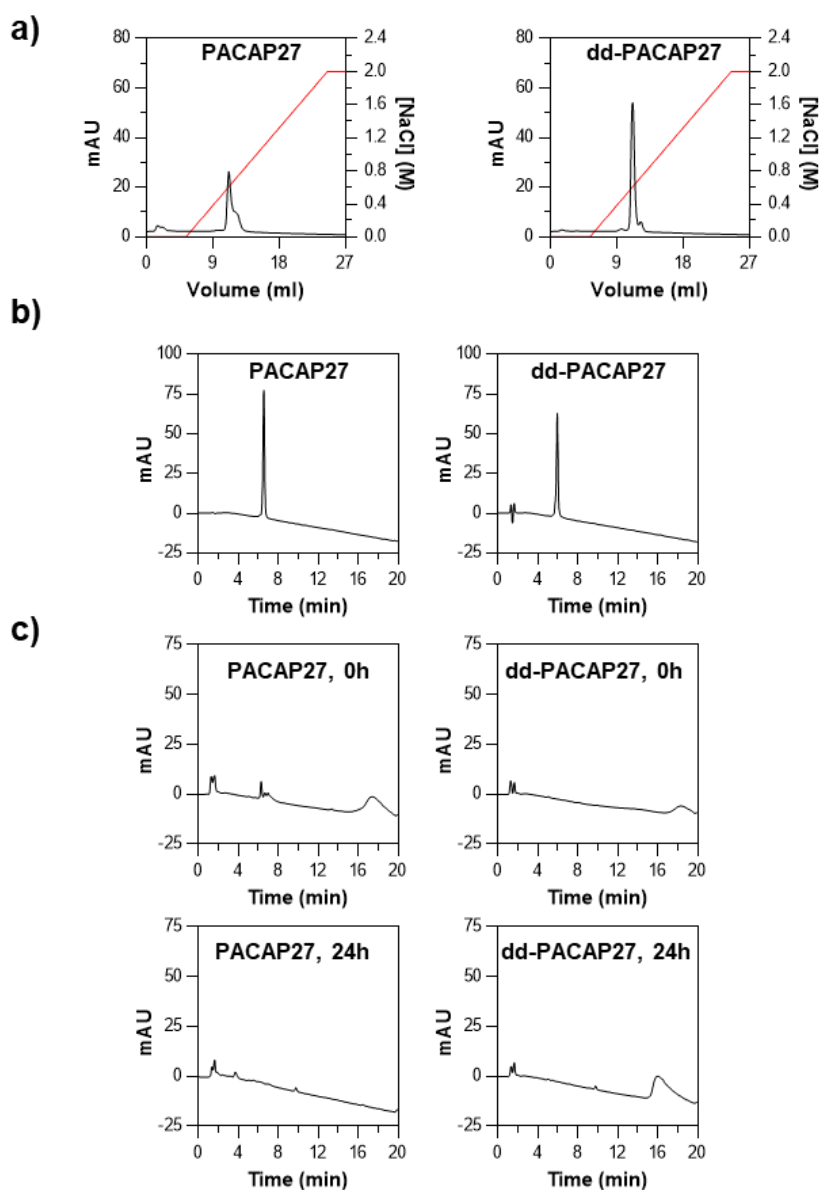 a)
PACAP27
dd-PACAP27
80
60
40
20
0
mAU
2.4
2.0
1.6
1.2
0.8
0.4
0.0
[NaCl] (M)
0 9 18 27
Volume (ml)
80
60
40
20
0
mAU
2.4
2.0
1.6
1.2
0.8
0.4
0.0
[NaCl] (M)
0 9 18 27
Volume (ml)
b)
PACAP27
100
75
50
25
0
-25
mAU
0 4 8 12 16 20
Time (min)
dd-PACAP27
100
75
50
25
0
-25
mAU
0 4 8 12 16 20
Time (min)
c)
PACAP27, 0h
75
50
25
0
-25
mAU
0 4 8 12 16 20
Time (min)
dd-PACAP27, 0h
75
50
25
0
-25
mAU
0 4 8 12 16 20
Time (min)
PACAP27, 24h
75
50
25
0
-25
mAU
0 4 8 12 16 20
Time (min)
dd-PACAP27, 24h
75
50
25
0
-25
mAU
0 4 8 12 16 20
Time (min)